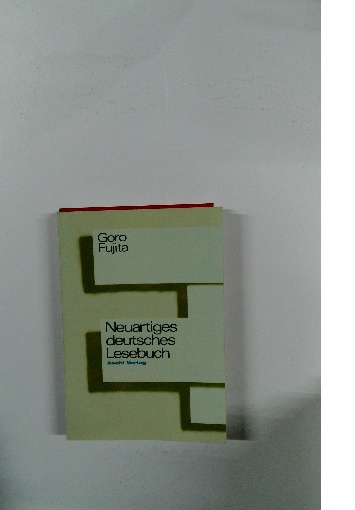 Goro
Fujita
Neuartiges
deutsches
Lesebuch
Asahi Verlag